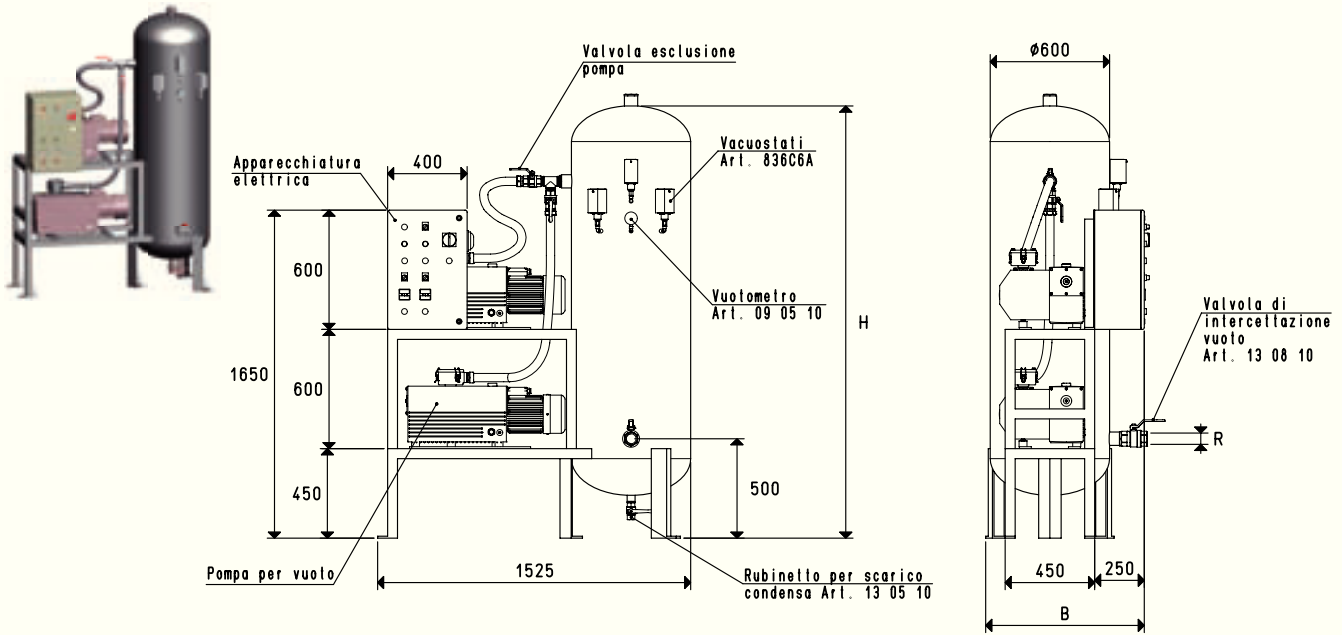 Valvola esclusione
pompa
Ø600
Vacuostati
Art. 836C6A
Apparecchiatura
elettrica
400
600
Vuotometro
Art. 09 05 10
H
Valvola di
intercettazione
vuoto
Art. 13 08 10
1650
600
R
450
500
Pompa per vuoto
1525
Rubinetto per scarico
condensa Art. 13 05 10
450
250
B